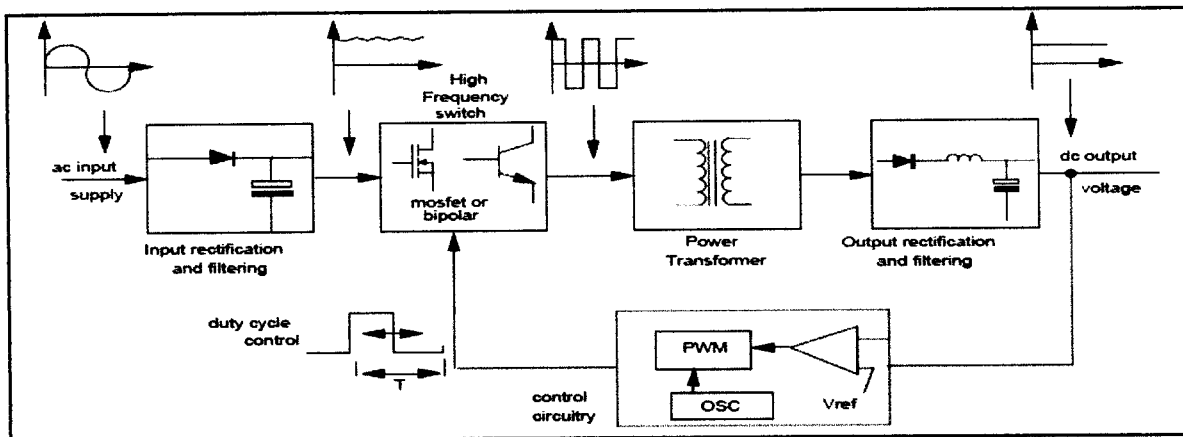 High
Frequency
switch
ac input
supply
mosfet or
bipolar
dc output
voltage
Input rectification
and filtering
Power
Transformer
Output rectification
and filtering
duty cycle
control
T
PWM
OSC
Vref
control
circuitry